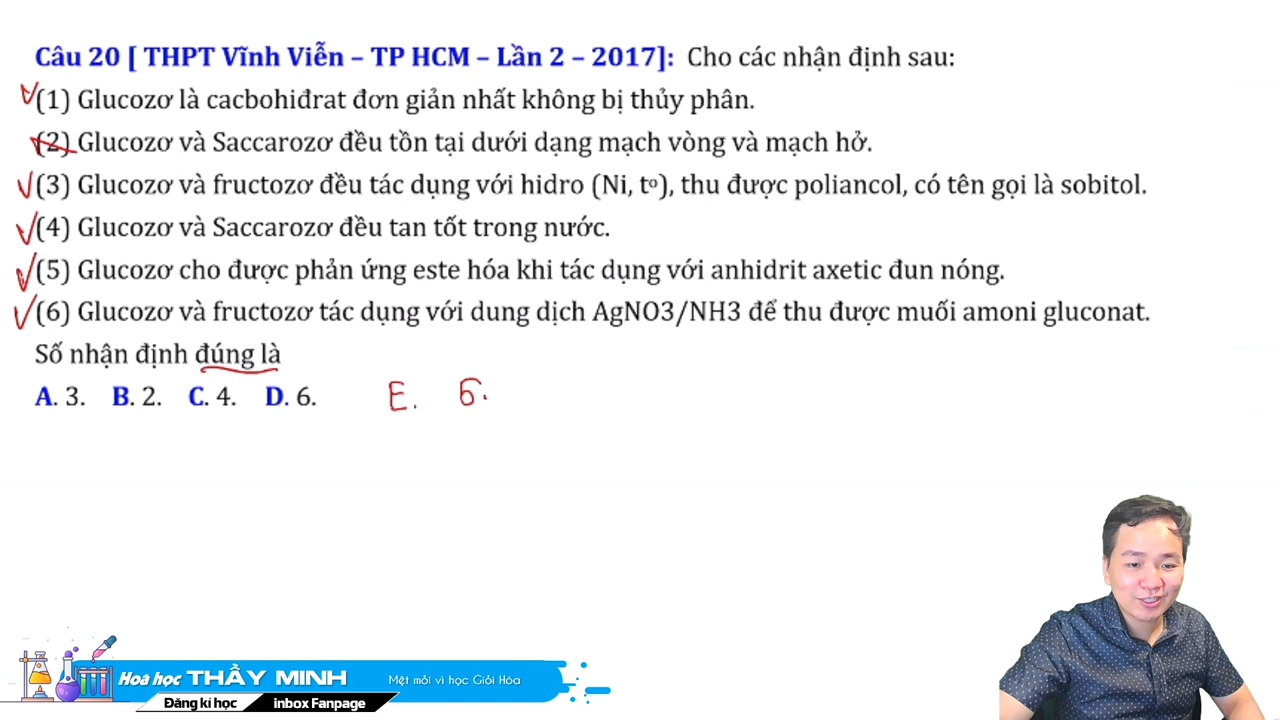 Câu 20 [ THPT Vĩnh Viễn – TP HCM – Lần 2 – 2017]: Cho các nhận định sau:
(1) Glucozơ là cacbohiđrat đơn giản nhất không bị thủy phân.
(2) Glucozơ và Saccarozơ đều tồn tại dưới dạng mạch vòng và mạch hở.
(3) Glucozơ và fructozơ đều tác dụng với hidro (Ni, tº), thu được poliancol, có tên gọi là sobitol.
(4) Glucozơ và Saccarozơ đều tan tốt trong nước.
(5) Glucozơ cho được phản ứng este hóa khi tác dụng với anhidrit axetic đun nóng.
(6) Glucozơ và fructozơ tác dụng với dung dịch AgNO3/NH3 để thu được muối amoni gluconat.
Số nhận định đúng là
A. 3. B. 2. C. 4. D. 6. E. 5.
Hoá học THẦY MINH
Mệt mỏi vì học Giỏi Hóa
Đăng kí học inbox Fanpage